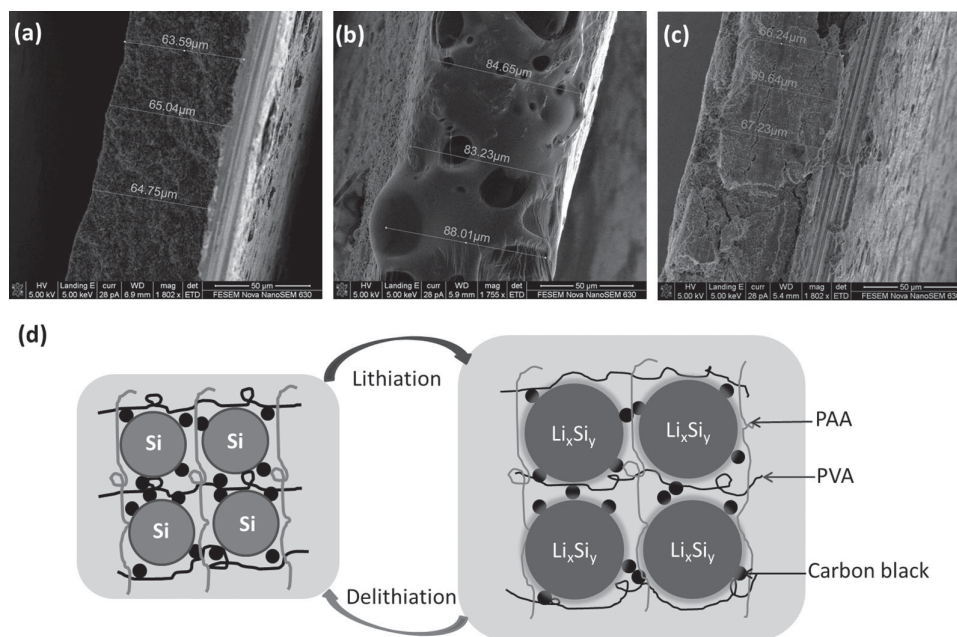 (a)
63.59μm
65.04μm
64.75μm
HV Landing E curr WD mag det 50 μm
5.00 kV 5.00 keV 28 pA 6.9 mm 1 802 x ETD FESEM Nova NanoSEM 630
(b)
84.65μm
83.23μm
88.01μm
HV Landing E curr WD mag det 50 μm
5.00 kV 5.00 keV 28 pA 5.9 mm 1 755 x ETD FESEM Nova NanoSEM 630
(c)
66.24μm
69.64μm
67.23μm
HV Landing E curr WD mag det 50 μm
5.00 kV 5.00 keV 28 pA 5.4 mm 1 802 x ETD FESEM Nova NanoSEM 630
(d)
Lithiation
Delithiation
Si Si
Si Si
LixSiy LixSiy
LixSiy LixSiy
PAA
PVA
Carbon black